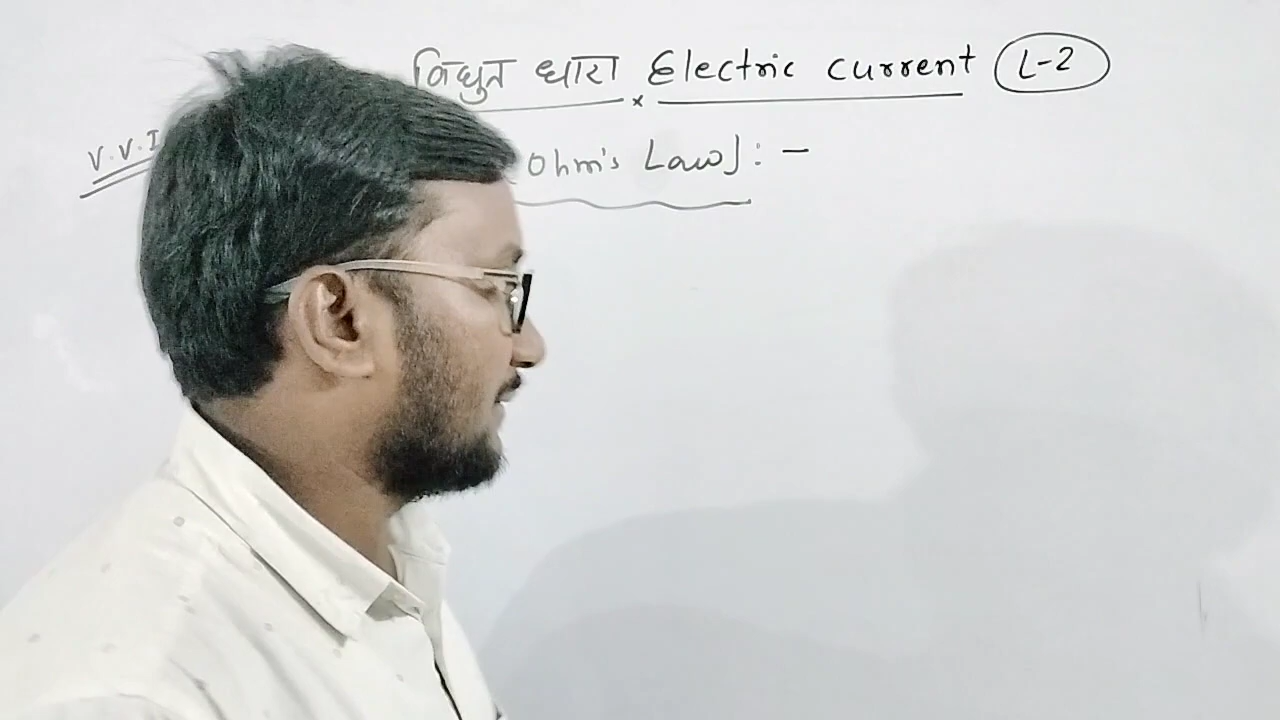 विधुत धारा Electric current L-2
V.V.I Ohm's Law] : -